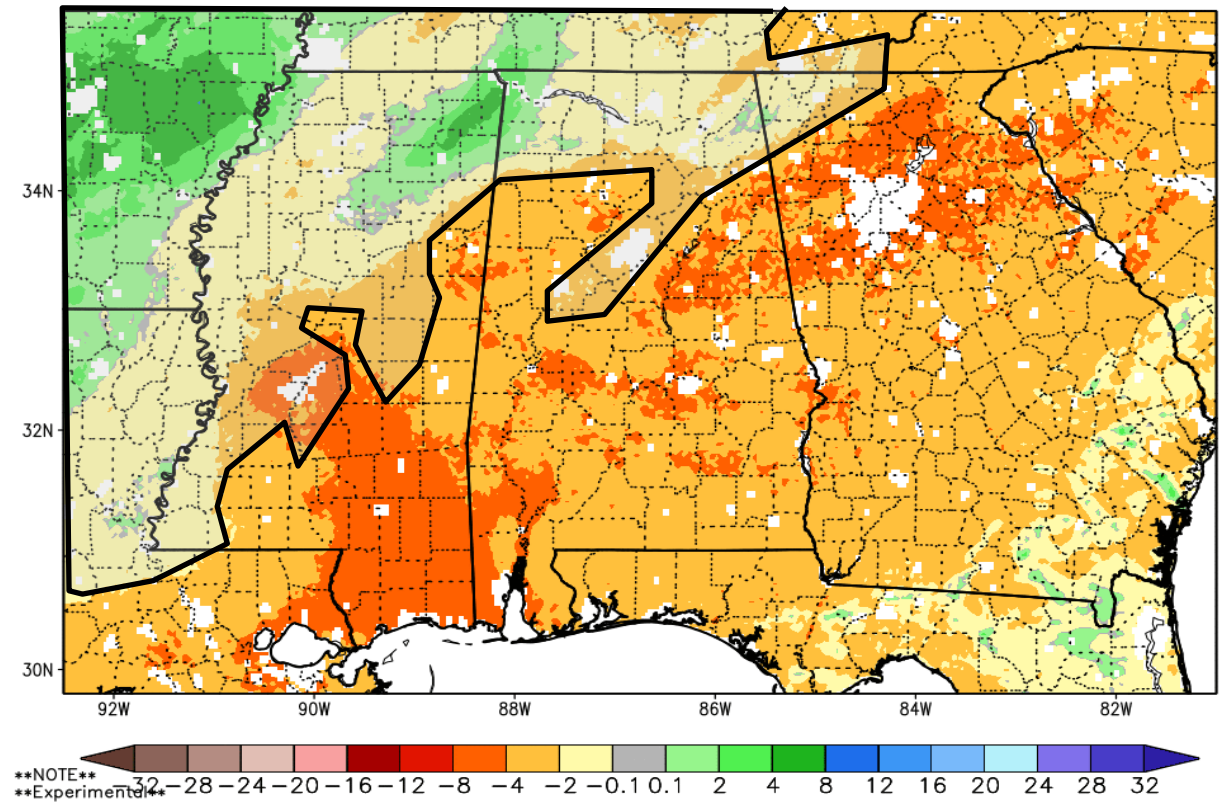 34N
32N
30N
92W 90W 88W 86W 84W 82W
-32 -28 -24 -20 -16 -12 -8 -4 -2 -0.1 0.1 2 4 8 12 16 20 24 28 32
**NOTE**
**Experimental**